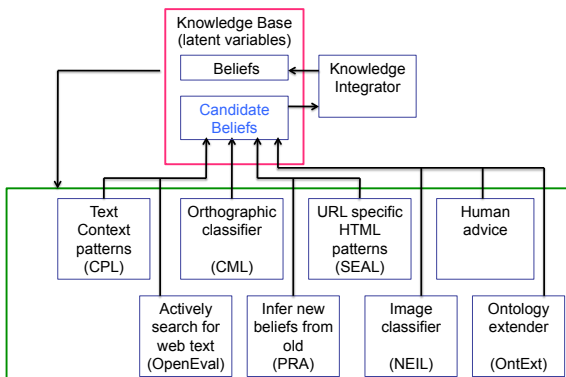 Knowledge Base
(latent variables)
Beliefs
Knowledge
Integrator
Candidate
Beliefs
Text
Context
patterns
(CPL)
Orthographic
classifier
(CML)
URL specific
HTML
patterns
(SEAL)
Human
advice
Actively
search for
web text
(OpenEval)
Infer new
beliefs from
old
(PRA)
Image
classifier
(NEIL)
Ontology
extender
(OntExt)